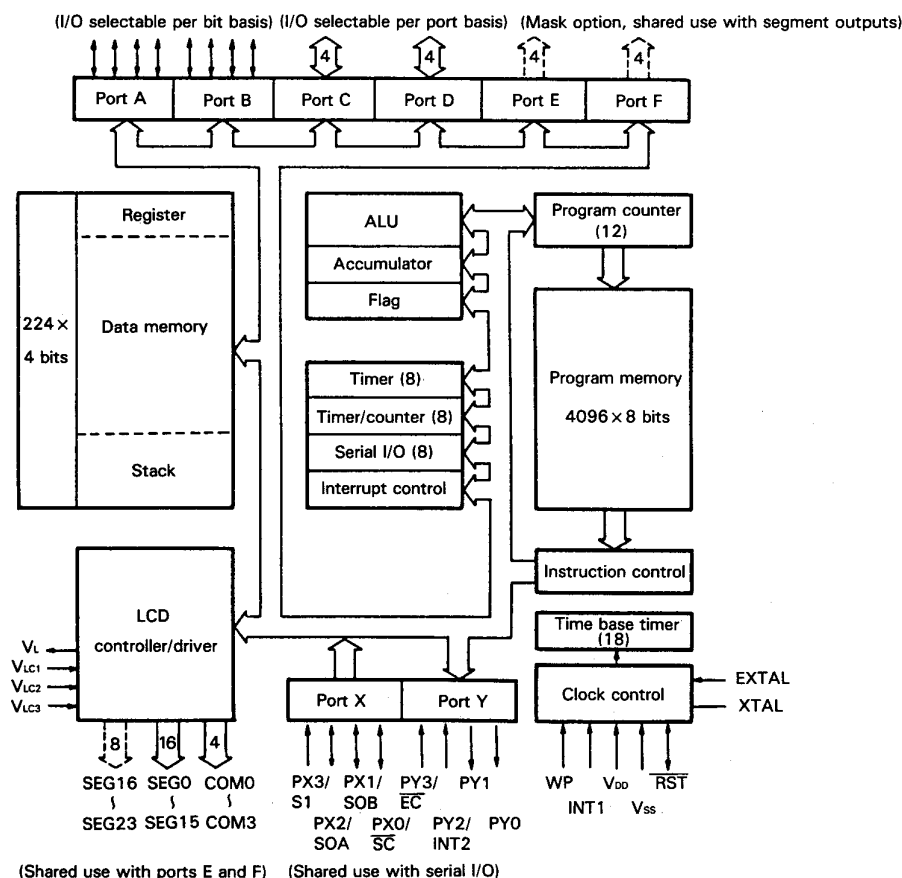 (I/O selectable per bit basis) (I/O selectable per port basis) (Mask option, shared use with segment outputs)
4 4 4 4
Port A Port B Port C Port D Port E Port F
Register
Data memory
224 ×
4 bits
Stack
ALU
Accumulator
Flag
Timer (8)
Timer/counter (8)
Serial I/O (8)
Interrupt control
Program counter
(12)
Program memory
4096 × 8 bits
Instruction control
Time base timer
(18)
Clock control
EXTAL
XTAL
LCD
controller/driver
VL
VLC1
VLC2
VLC3
8 16 4
SEG16 SEG0 COM0
≀ ≀ ≀
SEG23 SEG15 COM3
Port X Port Y
PX3/ PX1/ PY3/ PY1
S1 SOB EC
PX2/ PX0/ PY2/ PY0
SOA SC INT2
WP VDD RST
INT1 VSS
(Shared use with ports E and F) (Shared use with serial I/O)